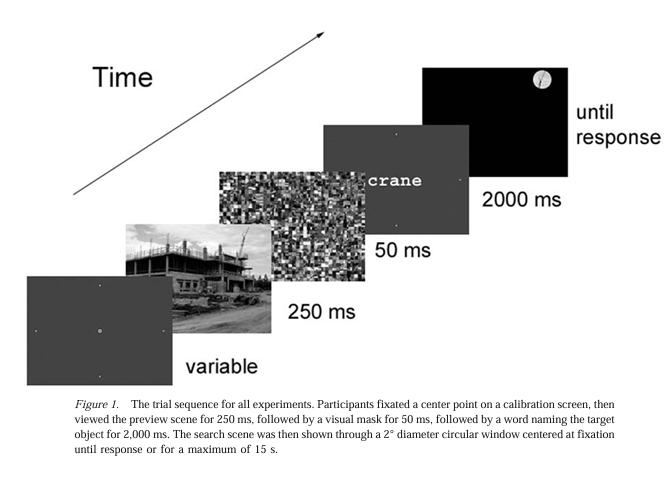 Time
until
response
crane
2000 ms
50 ms
250 ms
variable
Figure 1. The trial sequence for all experiments. Participants fixated a center point on a calibration screen, then
viewed the preview scene for 250 ms, followed by a visual mask for 50 ms, followed by a word naming the target
object for 2,000 ms. The search scene was then shown through a 2° diameter circular window centered at fixation
until response or for a maximum of 15 s.